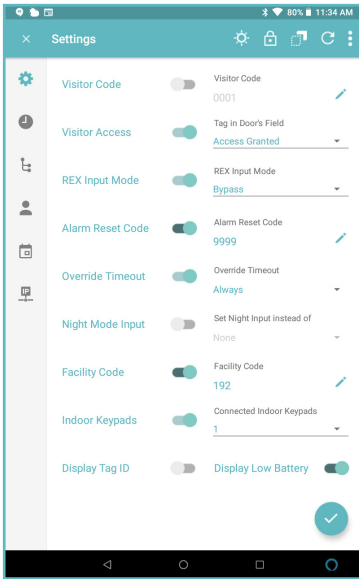 80% 11:34 AM
Settings
Visitor Code
Visitor Code
0001
Visitor Access
Tag in Door's Field
Access Granted
REX Input Mode
REX Input Mode
Bypass
Alarm Reset Code
Alarm Reset Code
9999
Override Timeout
Override Timeout
Always
Night Mode Input
Set Night Input instead of
None
Facility Code
Facility Code
192
Indoor Keypads
Connected Indoor Keypads
1
Display Tag ID
Display Low Battery
IP